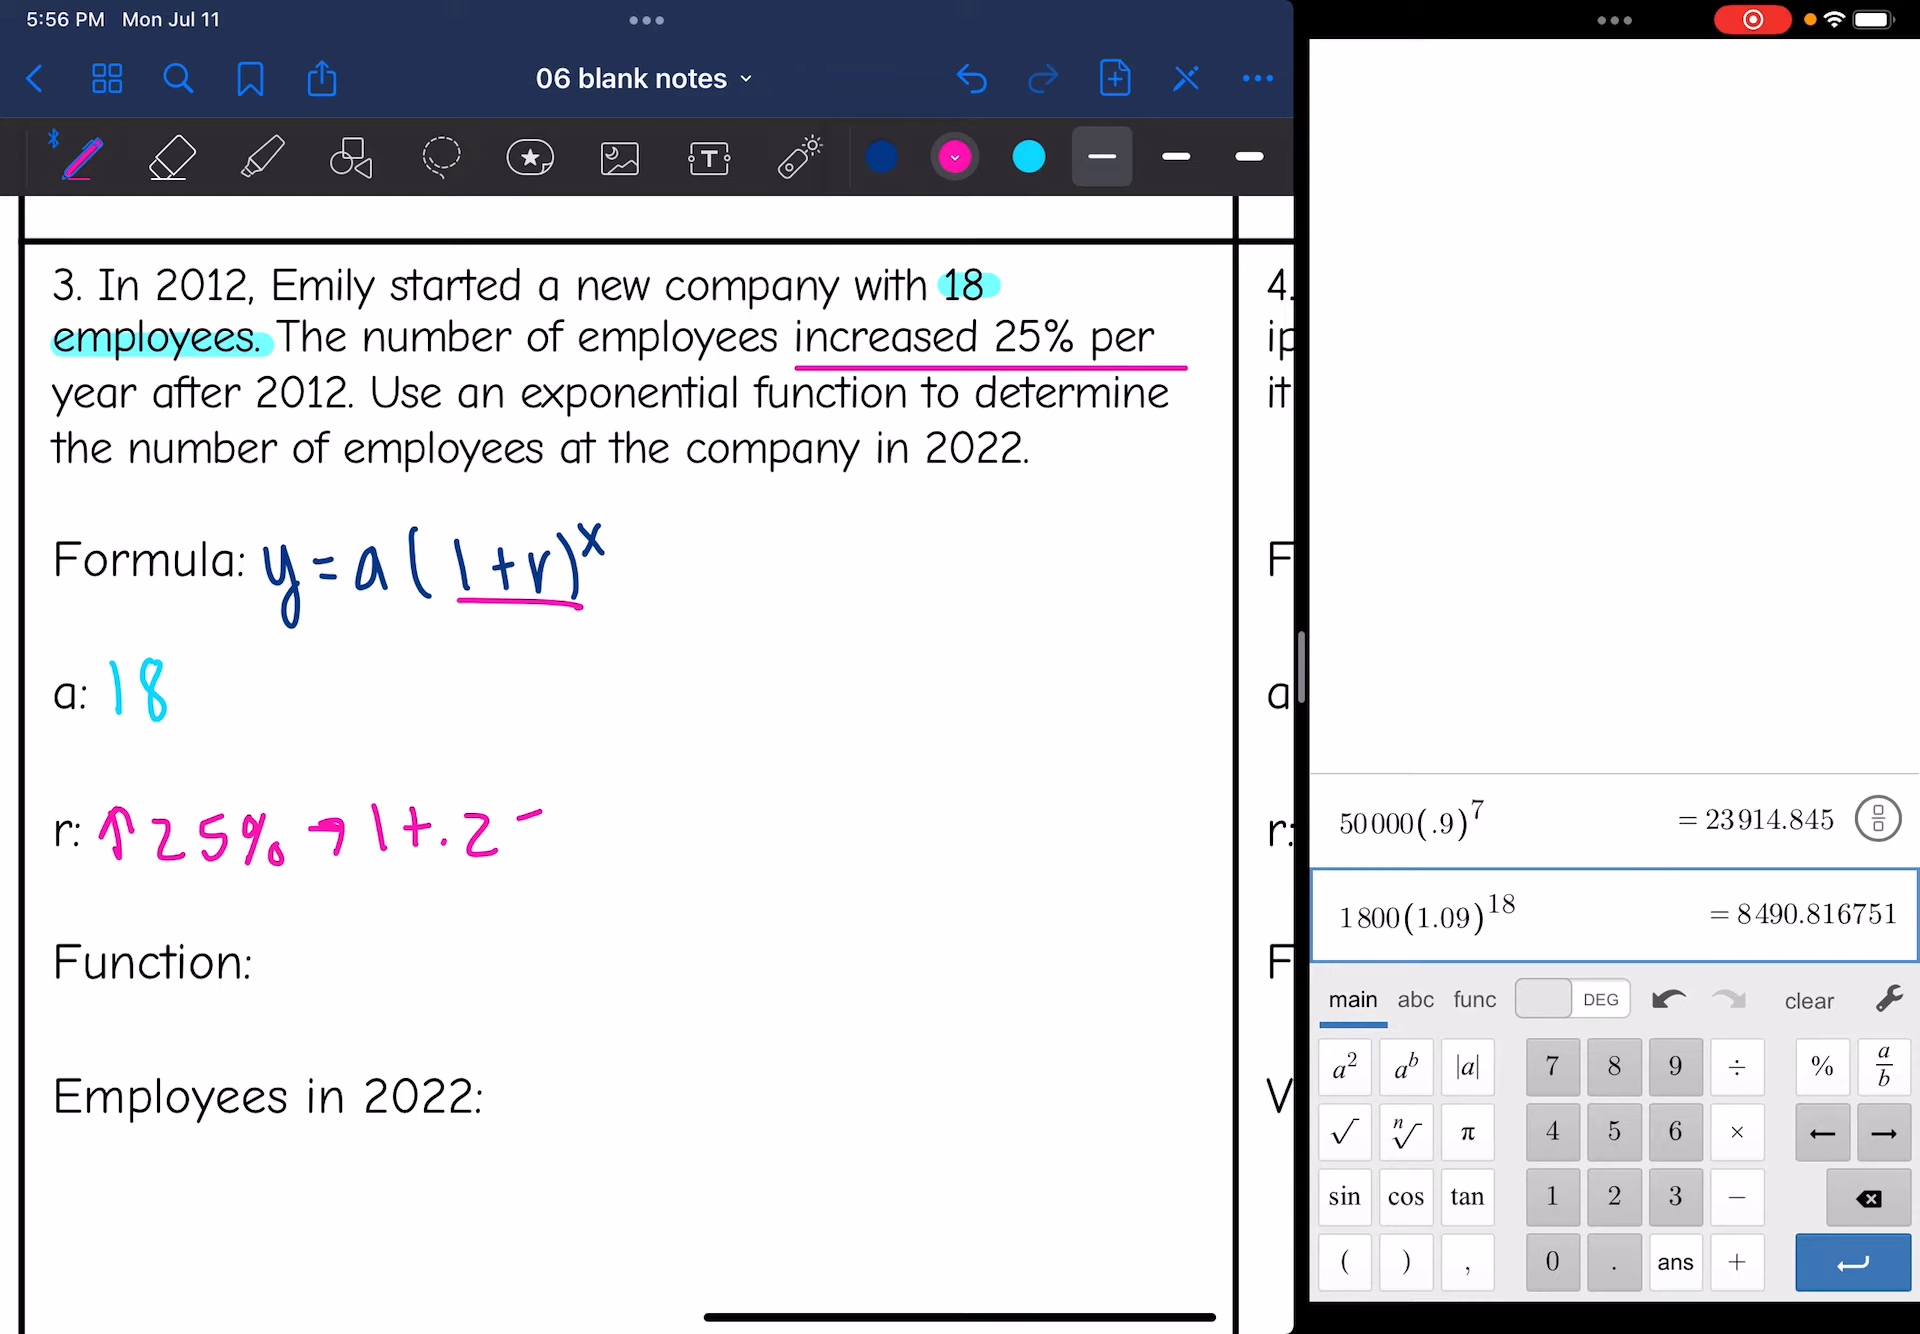 5:56 PM Mon Jul 11
06 blank notes
T
3. In 2012, Emily started a new company with 18
employees. The number of employees increased 25% per
year after 2012. Use an exponential function to determine
the number of employees at the company in 2022.
Formula: y = a(1+r)^x
a: 18
r: ↑25% → 1+.2
Function:
Employees in 2022:
4.
ip
it
F
a
r:
F
V
50000(.9)^7 = 23914.845
1800(1.09)^18 = 8490.816751
main abc func DEG clear
a² a^b |a| 7 8 9 ÷ % a/b
√ ⁿ√ π 4 5 6 × ← →
sin cos tan 1 2 3 −
( ) , 0 . ans +